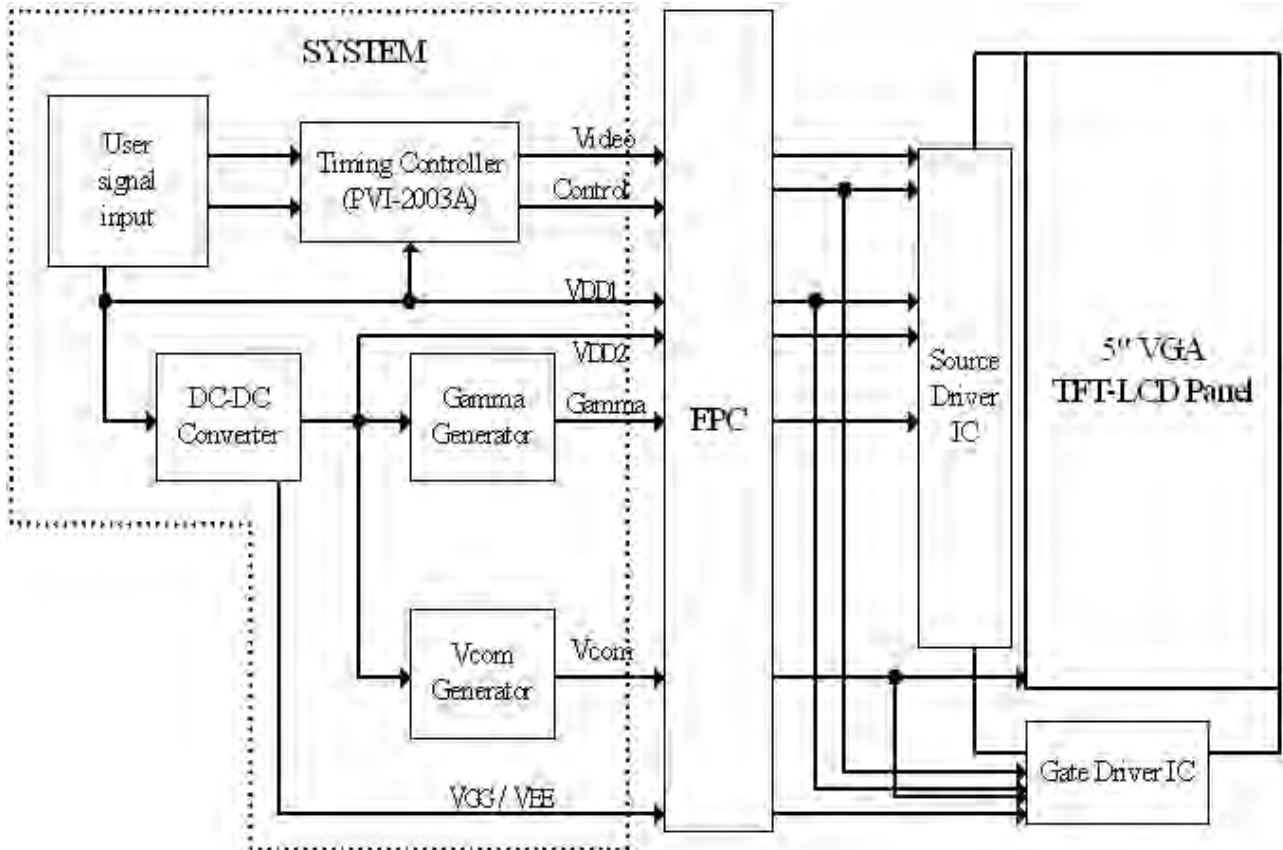 SYSTEM
User
signal
input
Timing Controller
(PVI-2003A)
Video
Control
VDD1
VDD2
DC-DC
Converter
Gamma
Generator
Gamma
FPC
Source
Driver
IC
5" VGA
TFT-LCD Panel
Vcom
Generator
Vcom
VGG / VEE
Gate Driver IC